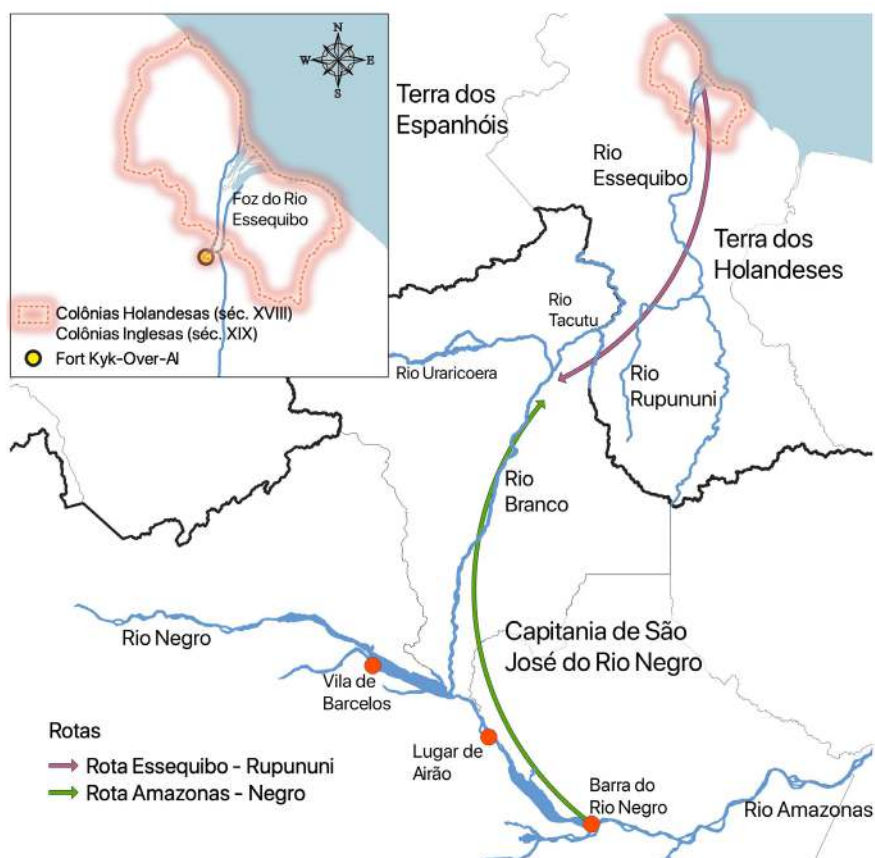 N
W
E
S
Foz do Rio
Essequibo
Colônias Holandesas (séc. XVIII)
Colônias Inglesas (séc. XIX)
Fort Kyk-Over-Al
Terra dos
Espanhóis
Rio
Essequibo
Terra dos
Holandeses
Rio
Tacutu
Rio Uraricoera
Rio
Rupununi
Rio
Branco
Rio Negro
Capitania de São
José do Rio Negro
Vila de
Barcelos
Lugar de
Airão
Barra do
Rio Negro
Rio Amazonas
Rotas
Rota Essequibo - Rupununi
Rota Amazonas - Negro